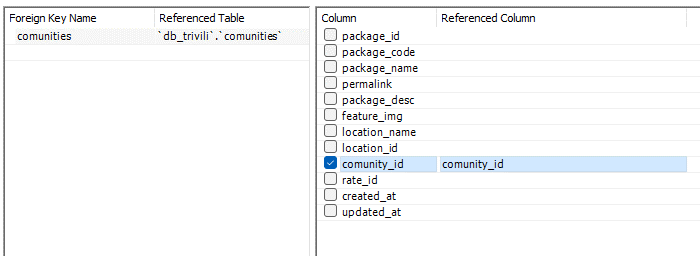 Foreign Key Name Referenced Table
comunities `db_trivili`.`comunities`
Column Referenced Column
package_id
package_code
package_name
permalink
package_desc
feature_img
location_name
location_id
comunity_id comunity_id
rate_id
created_at
updated_at